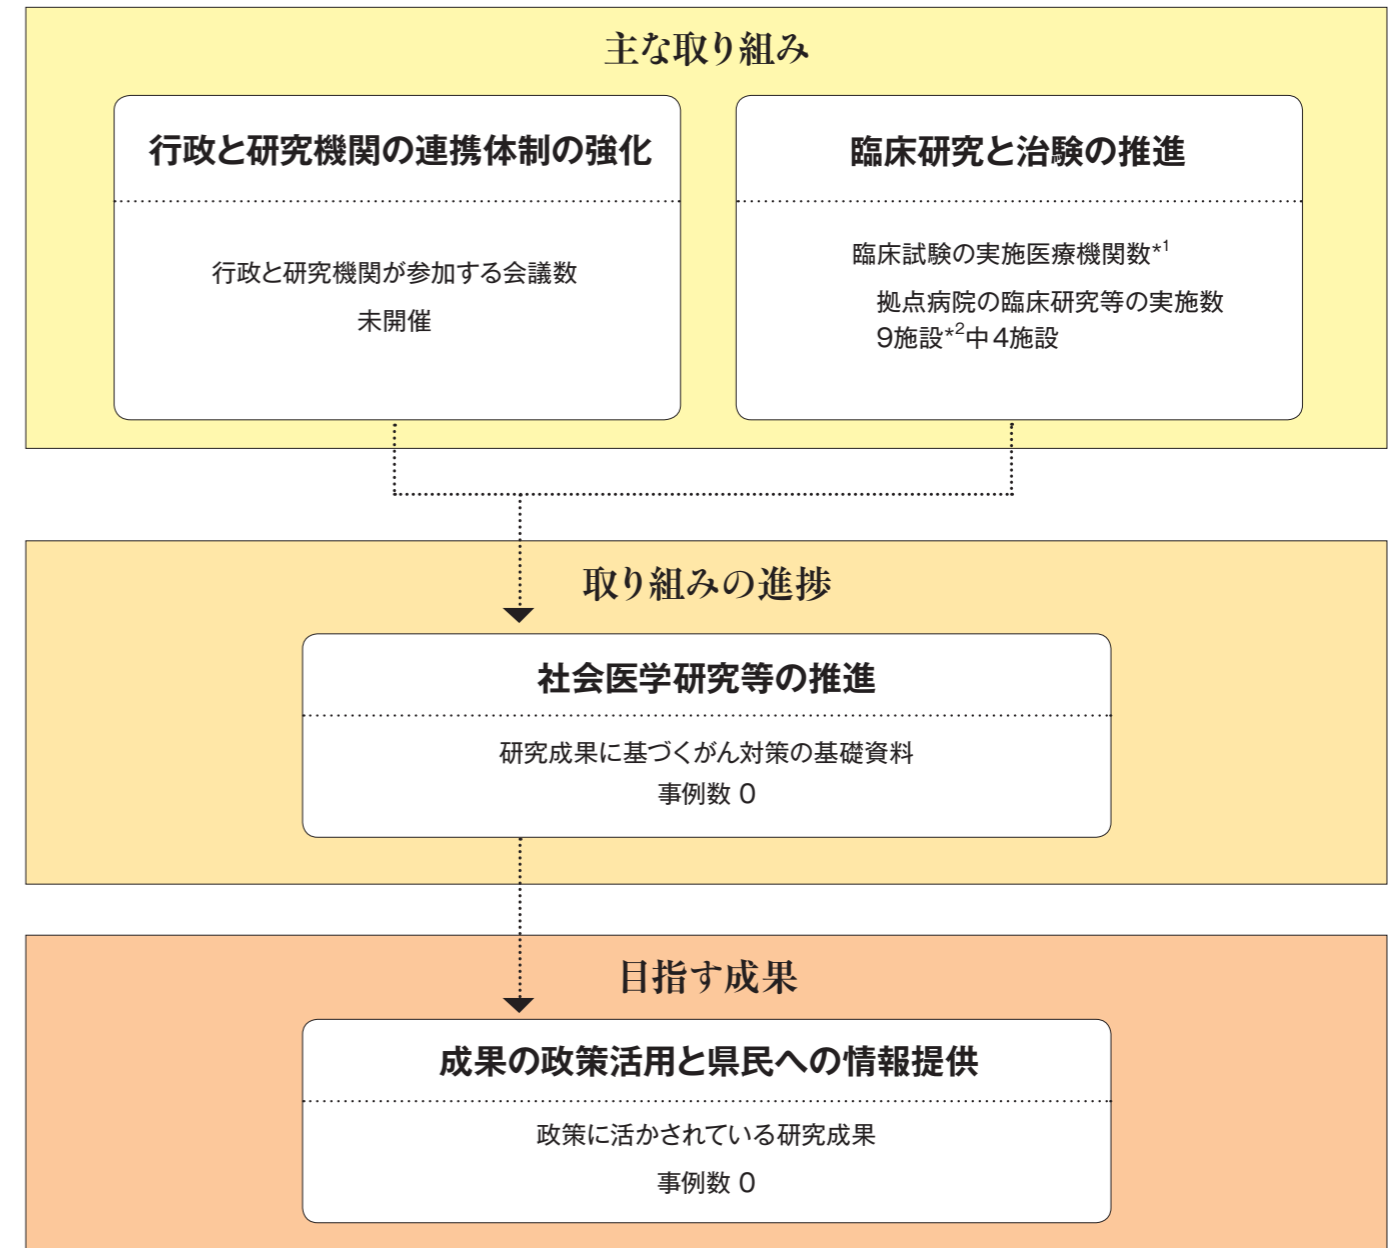 主な取り組み
行政と研究機関の連携体制の強化
行政と研究機関が参加する会議数
未開催
臨床研究と治験の推進
臨床試験の実施医療機関数*1
拠点病院の臨床研究等の実施数
9施設*2中4施設
取り組みの進捗
社会医学研究等の推進
研究成果に基づくがん対策の基礎資料
事例数 0
目指す成果
成果の政策活用と県民への情報提供
政策に活かされている研究成果
事例数 0